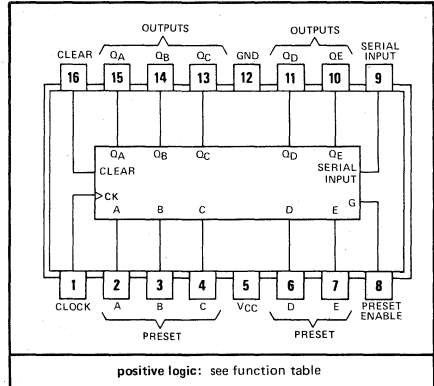 OUTPUTS OUTPUTS
CLEAR QA QB QC GND QD QE SERIAL INPUT
16 15 14 13 12 11 10 9
QA QB QC QD QE
CLEAR SERIAL INPUT
CK G
A B C D E
1 2 3 4 5 6 7 8
CLOCK A B C VCC D E PRESET ENABLE
PRESET PRESET
positive logic: see function table